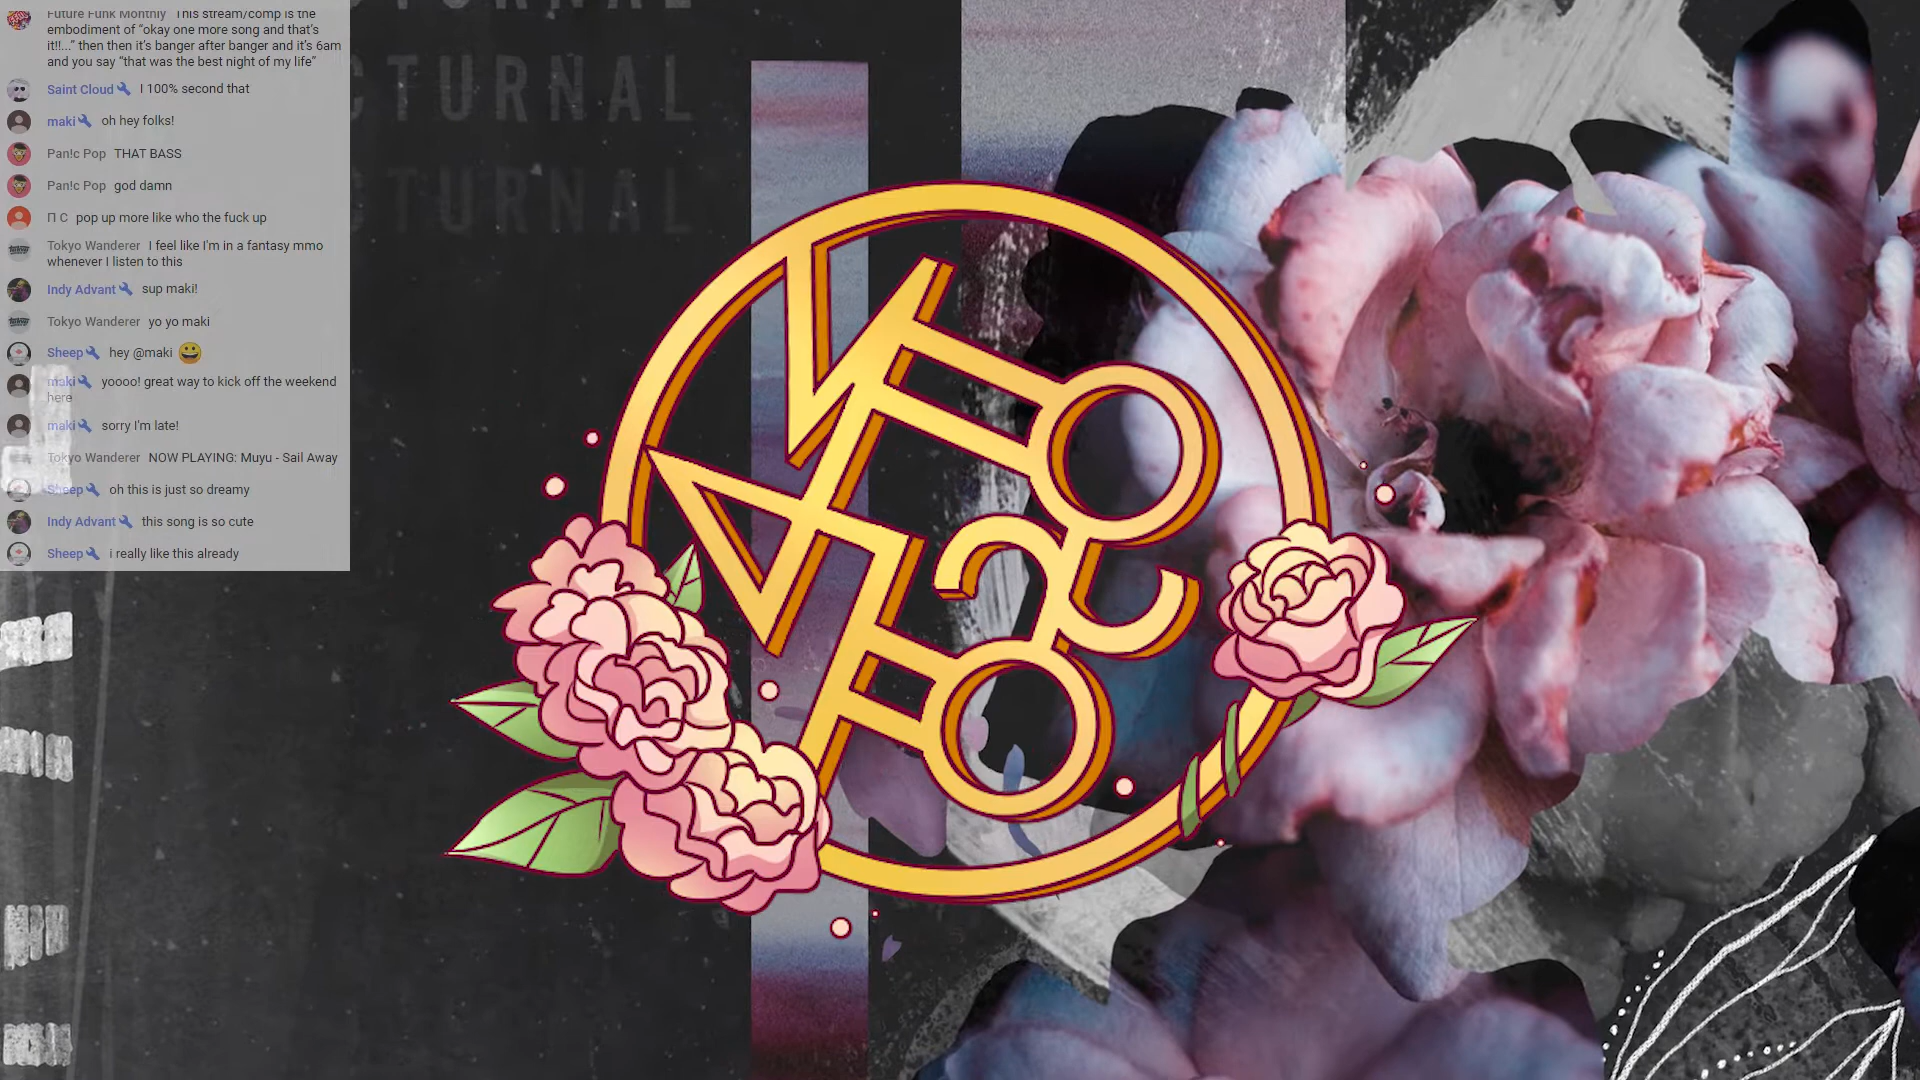 Future Funk Monthly This stream/comp is the
embodiment of “okay one more song and that’s
it!!...” then then it’s banger after banger and it’s 6am
and you say “that was the best night of my life”
Saint Cloud I 100% second that
maki oh hey folks!
Pan!c Pop THAT BASS
Pan!c Pop god damn
П С pop up more like who the fuck up
Tokyo Wanderer I feel like I'm in a fantasy mmo
whenever I listen to this
Indy Advant sup maki!
Tokyo Wanderer yo yo maki
Sheep hey @maki 😀
maki yoooo! great way to kick off the weekend
here
maki sorry I'm late!
Tokyo Wanderer NOW PLAYING: Muyu - Sail Away
Sheep oh this is just so dreamy
Indy Advant this song is so cute
Sheep i really like this already
CTURNAL
CTURNAL